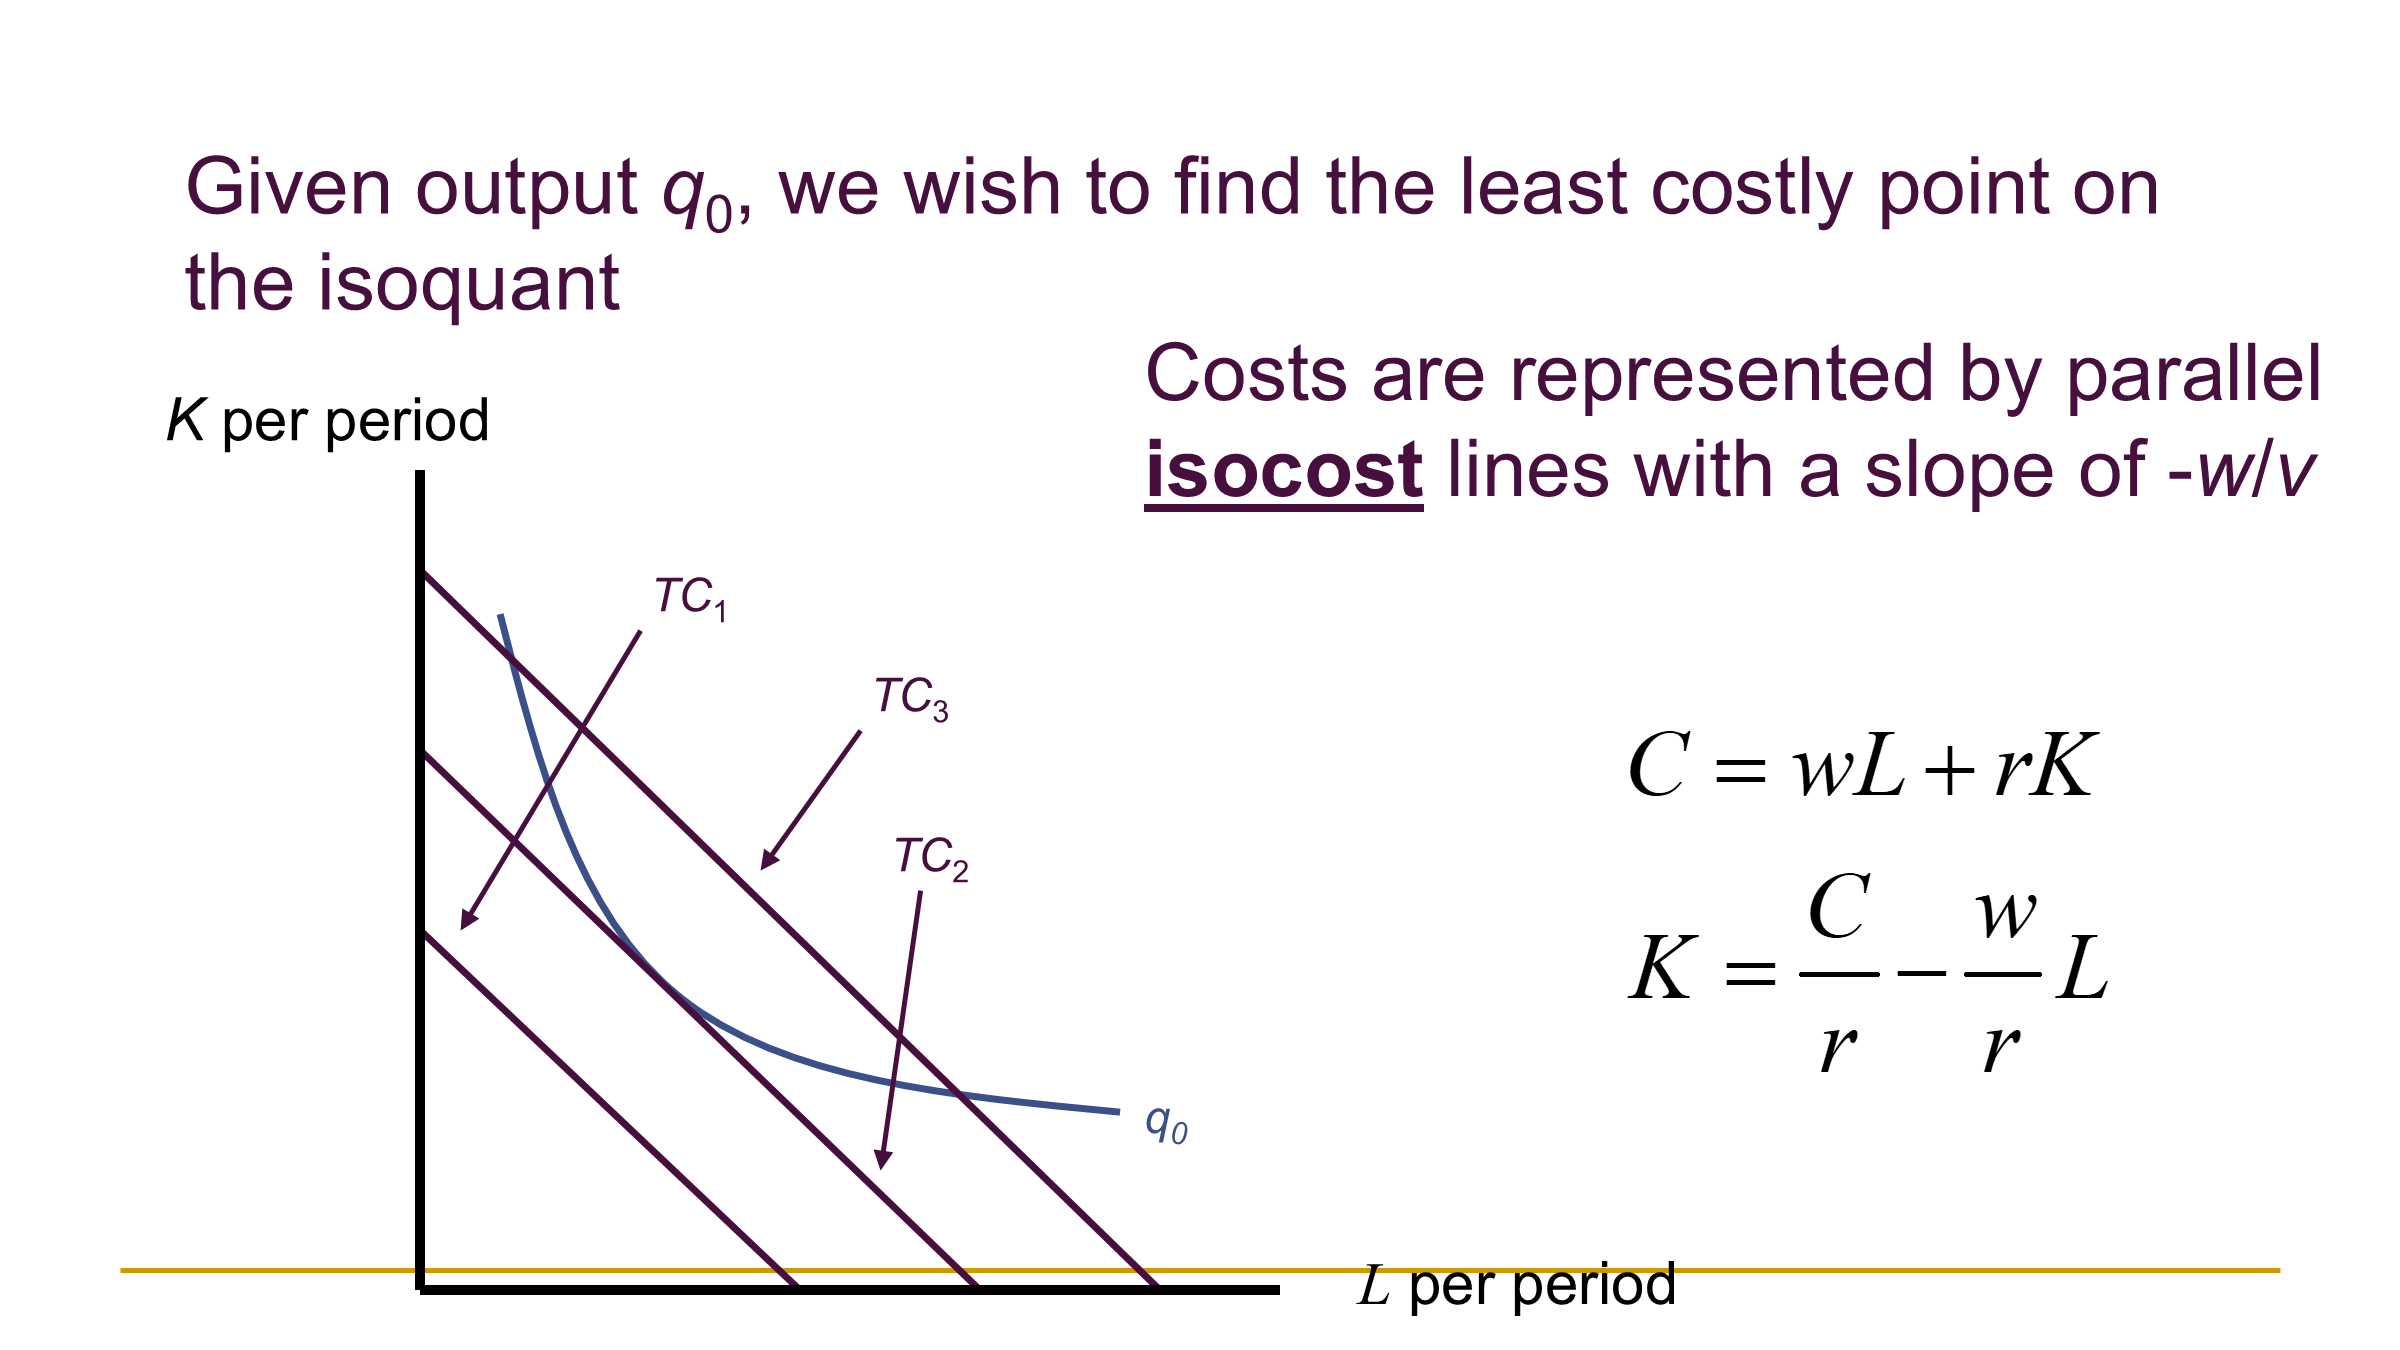 Given output q₀, we wish to find the least costly point on
the isoquant
Costs are represented by parallel
isocost lines with a slope of -w/v
K per period
TC₁
TC₃
TC₂
q₀
L per period
C = wL + rK
K = C/r − w/r L